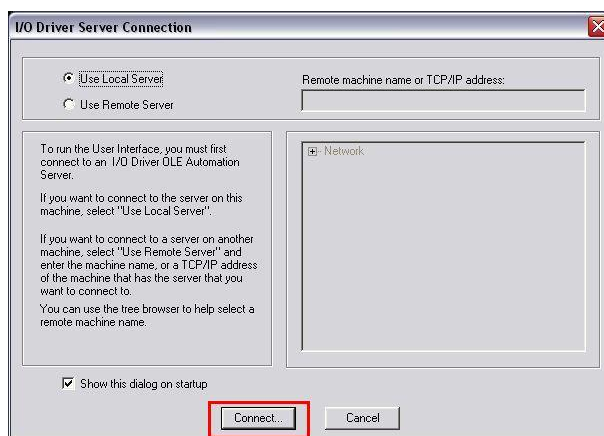 I/O Driver Server Connection
Use Local Server
Use Remote Server
Remote machine name or TCP/IP address:
To run the User Interface, you must first
connect to an I/O Driver OLE Automation
Server.
If you want to connect to the server on this
machine, select "Use Local Server".
If you want to connect to a server on another
machine, select "Use Remote Server" and
enter the machine name, or a TCP/IP address
of the machine that has the server that you
want to connect to.
You can use the tree browser to help select a
remote machine name.
Network
Show this dialog on startup
Connect...
Cancel